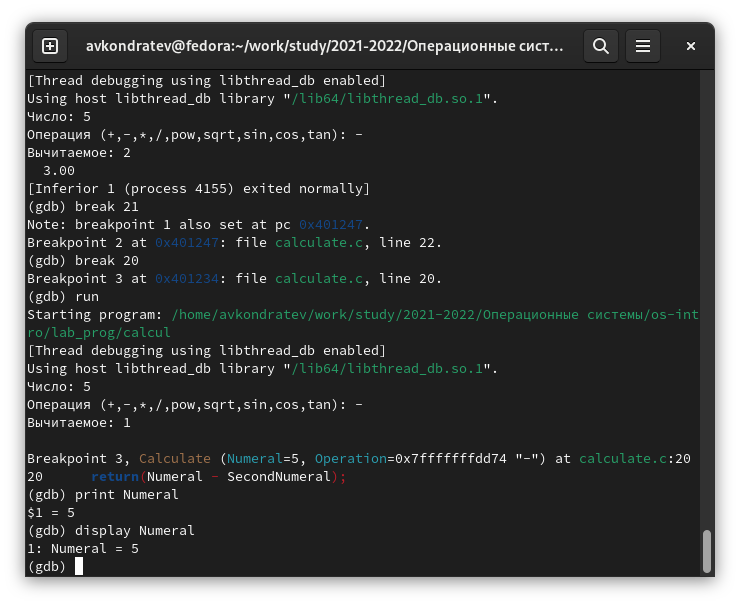 avkondratev@fedora:~/work/study/2021-2022/Операционные сист...
[Thread debugging using libthread_db enabled]
Using host libthread_db library "/lib64/libthread_db.so.1".
Число: 5
Операция (+,-,*,/,pow,sqrt,sin,cos,tan): -
Вычитаемое: 2
  3.00
[Inferior 1 (process 4155) exited normally]
(gdb) break 21
Note: breakpoint 1 also set at pc 0x401247.
Breakpoint 2 at 0x401247: file calculate.c, line 22.
(gdb) break 20
Breakpoint 3 at 0x401234: file calculate.c, line 20.
(gdb) run
Starting program: /home/avkondratev/work/study/2021-2022/Операционные системы/os-int
ro/lab_prog/calcul
[Thread debugging using libthread_db enabled]
Using host libthread_db library "/lib64/libthread_db.so.1".
Число: 5
Операция (+,-,*,/,pow,sqrt,sin,cos,tan): -
Вычитаемое: 1
Breakpoint 3, Calculate (Numeral=5, Operation=0x7fffffffdd74 "-") at calculate.c:20
20      return(Numeral - SecondNumeral);
(gdb) print Numeral
$1 = 5
(gdb) display Numeral
1: Numeral = 5
(gdb)